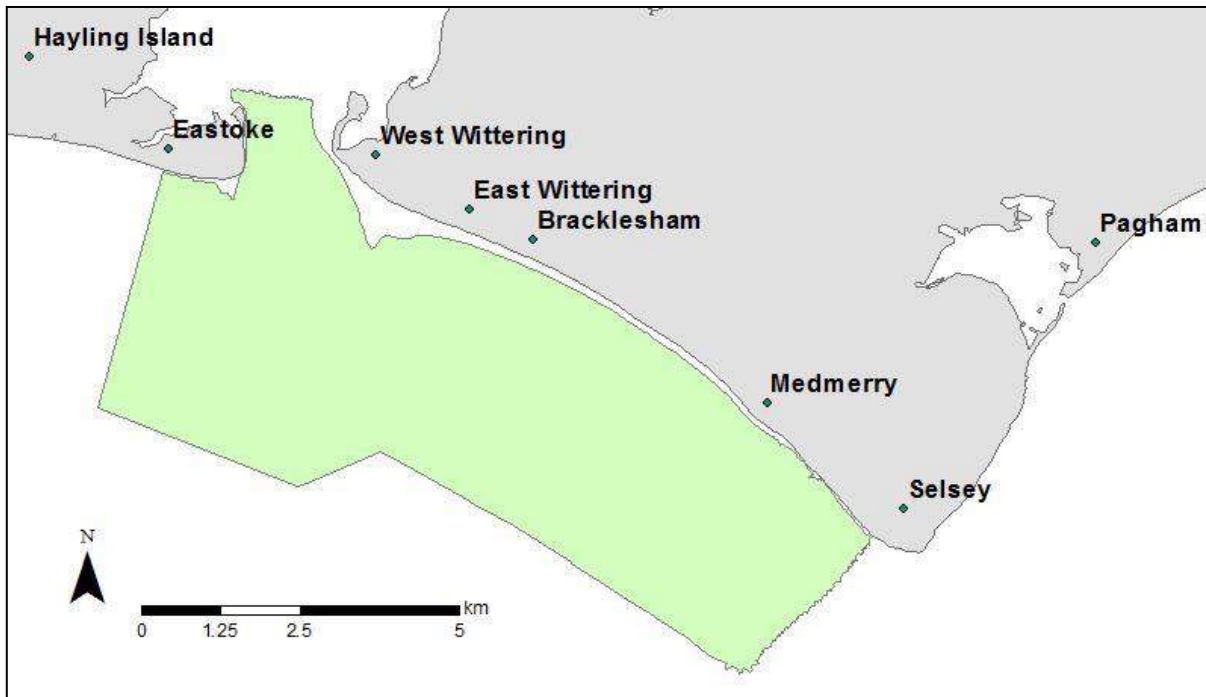 Hayling Island
Eastoke
West Wittering
East Wittering
Bracklesham
Pagham
Medmerry
Selsey
N
km
0 1.25 2.5 5